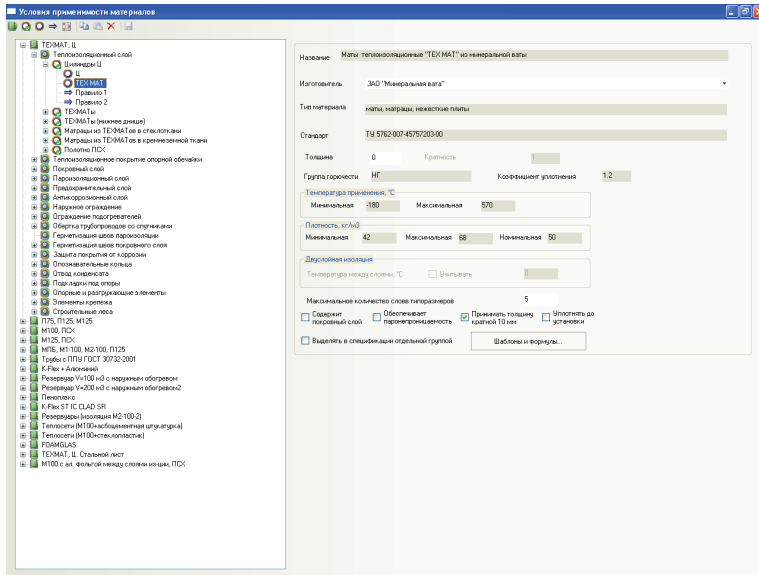 Условия применимости материалов
ТЕХМАТ, Ц
Теплоизоляционный слой
Цилиндры Ц
Ц
ТЕХ МАТ
Правило 1
Правило 2
ТЕХМАТы
ТЕХМАТы (нижнее днище)
Матрацы из ТЕХМАТов в стеклоткани
Матрацы из ТЕХМАТов в кремнеземной ткани
Полотно ПСХ
Теплоизоляционное покрытие опорной обечайки
Покровный слой
Пароизоляционный слой
Предохранительный слой
Антикоррозионный слой
Наружное ограждение
Ограждение подогревателей
Обертка трубопроводов со спутниками
Герметизация швов пароизоляции
Герметизация швов покровного слоя
Защита покрытия от коррозии
Опознавательные кольца
Отвод конденсата
Подкладки под опоры
Опорные и разгружающие элементы
Элементы крепежа
Строительные леса
П75, П125, М125
М100, ПСХ
М125, ПСХ
МПБ, М1-100, М2-100, П125
Трубы с ППУ ГОСТ 30732-2001
K-Flex + Алюминий
Резервуар V=100 м3 с наружным обогревом
Резервуар V=200 м3 с наружным обогревом2
Пеноплэкс
K-Flex ST IC CLAD SR
Резервуары (изоляция М2-100-2)
Теплосети (М100+асбоцементная штукатурка)
Теплосети (М100+стеклопластик)
FOAMGLAS
ТЕХМАТ, Ц. Стальной лист
М100 с ал. фольгой между слоями из-ции, ПСХ
Название Маты теплоизоляционные "ТЕХ МАТ" из минеральной ваты
Изготовитель ЗАО "Минеральная вата"
Тип материала маты, матрацы, нежесткие плиты
Стандарт ТУ 5762-007-45757203-00
Толщина 0 Кратность 1
Группа горючести НГ Коэффициент уплотнения 1.2
Температура применения, °С
Минимальная -180 Максимальная 570
Плотность, кг/м3
Минимальная 42 Максимальная 68 Номинальная 50
Двуслойная изоляция
Температура между слоями, °С Учитывать 0
Максимальное количество слоев типоразмеров 5
Содержит покровный слой Обеспечивает паронепроницаемость Принимать толщину кратной 10 мм Уплотнять до установки
Выделять в спецификации отдельной группой Шаблоны и формулы...